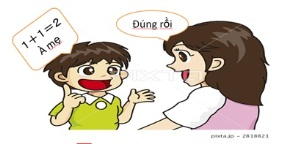 1+1=2
À mẹ
Đúng rồi
pixta.jp - 2818821